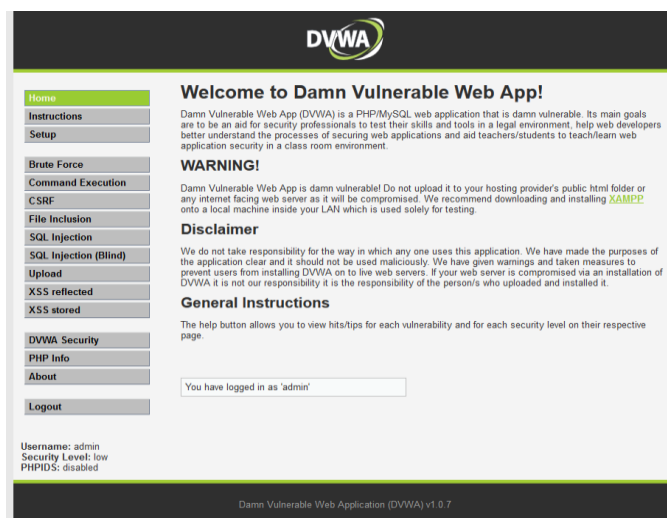 DVWA
Home
Instructions
Setup
Brute Force
Command Execution
CSRF
File Inclusion
SQL Injection
SQL Injection (Blind)
Upload
XSS reflected
XSS stored
DVWA Security
PHP Info
About
Logout
Username: admin
Security Level: low
PHPIDS: disabled
Welcome to Damn Vulnerable Web App!
Damn Vulnerable Web App (DVWA) is a PHP/MySQL web application that is damn vulnerable. Its main goals
are to be an aid for security professionals to test their skills and tools in a legal environment, help web developers
better understand the processes of securing web applications and aid teachers/students to teach/learn web
application security in a class room environment.
WARNING!
Damn Vulnerable Web App is damn vulnerable! Do not upload it to your hosting provider's public html folder or
any internet facing web server as it will be compromised. We recommend downloading and installing XAMPP
onto a local machine inside your LAN which is used solely for testing.
Disclaimer
We do not take responsibility for the way in which any one uses this application. We have made the purposes of
the application clear and it should not be used maliciously. We have given warnings and taken measures to
prevent users from installing DVWA on to live web servers. If your web server is compromised via an installation of
DVWA it is not our responsibility it is the responsibility of the person/s who uploaded and installed it.
General Instructions
The help button allows you to view hits/tips for each vulnerability and for each security level on their respective
page.
You have logged in as 'admin'
Damn Vulnerable Web Application (DVWA) v1.0.7